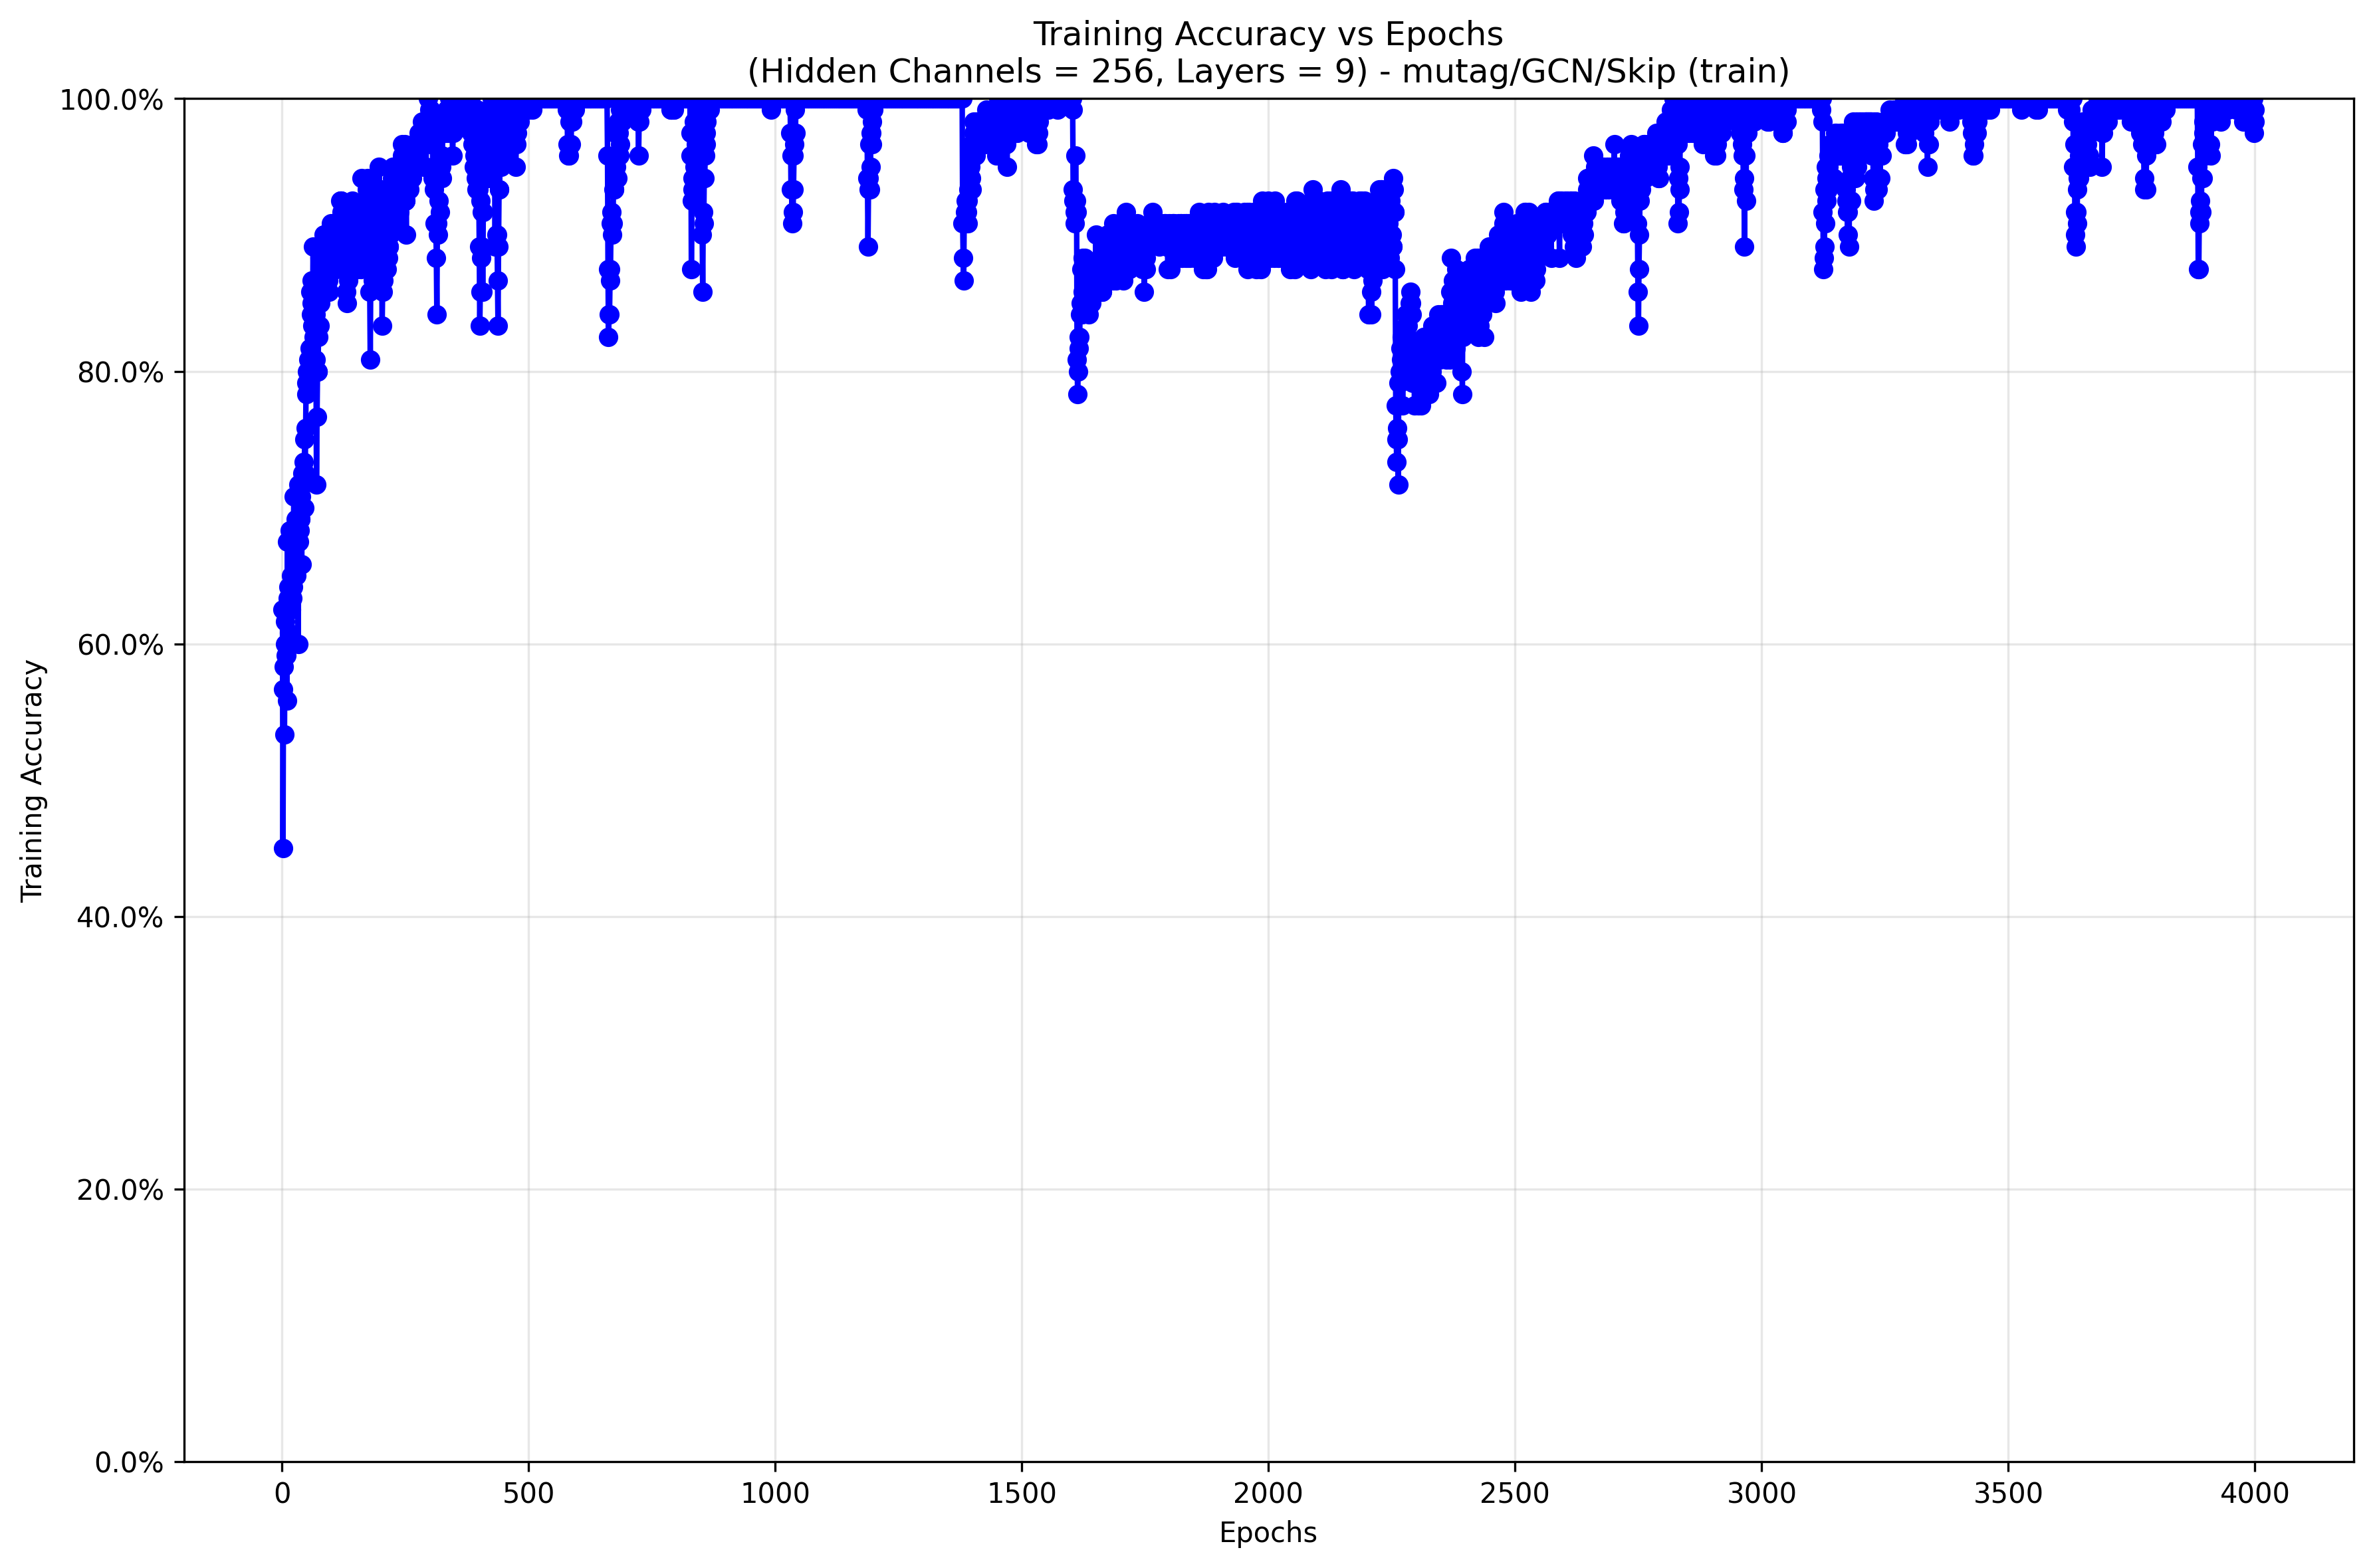 Training Accuracy vs Epochs
(Hidden Channels = 256, Layers = 9) - mutag/GCN/Skip (train)
100.0%
80.0%
60.0%
40.0%
20.0%
0.0%
Training Accuracy
0 500 1000 1500 2000 2500 3000 3500 4000
Epochs